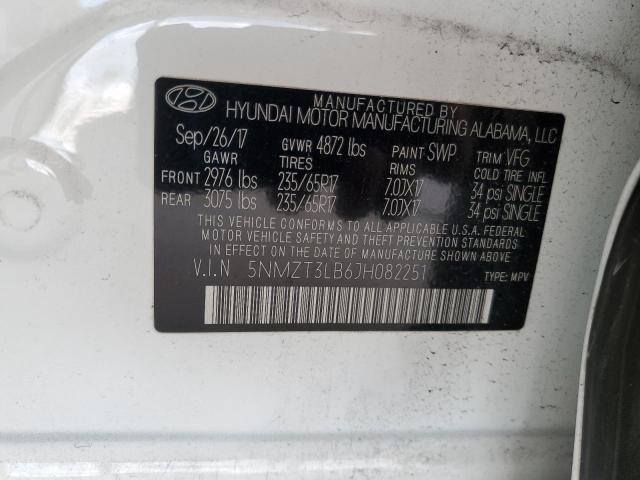 MANUFACTURED BY
HYUNDAI MOTOR MANUFACTURING ALABAMA, LLC
Sep/26/17 GVWR 4872 lbs PAINT SWP TRIM VFG
GAWR TIRES RIMS COLD TIRE INFL
FRONT 2976 lbs 235/65R17 7.0JX17 34 psi SINGLE
REAR 3075 lbs 235/65R17 7.0JX17 34 psi SINGLE
THIS VEHICLE CONFORMS TO ALL APPLICABLE U.S.A. FEDERAL
MOTOR VEHICLE SAFETY AND THEFT PREVENTION STANDARDS
IN EFFECT ON THE DATE OF MANUFACTURE SHOWN ABOVE.
V.I.N 5NMZT3LB6JH082251 TYPE: MPV